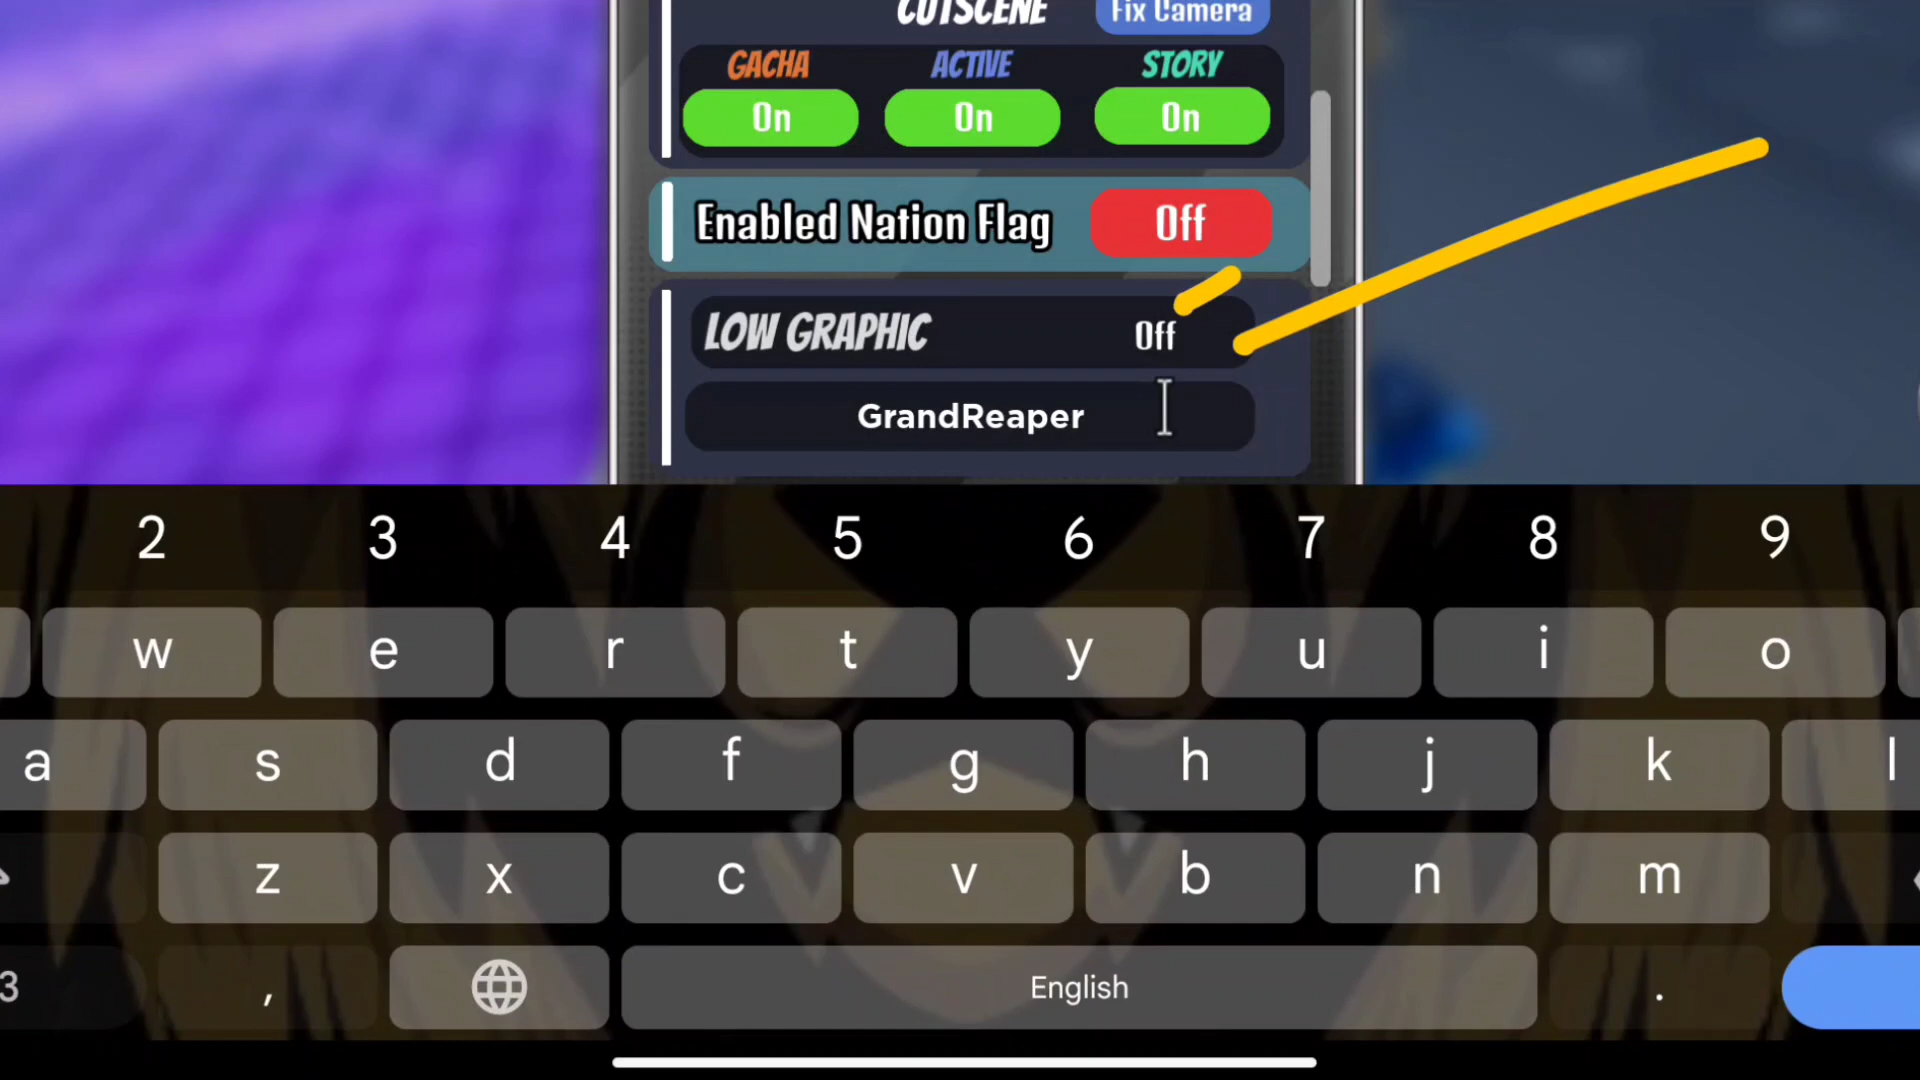 CUTSCENE Fix Camera
GACHA ACTIVE STORY
On On On
Enabled Nation Flag Off
LOW GRAPHIC Off
GrandReaper
2 3 4 5 6 7 8 9
w e r t y u i o
a s d f g h j k l
z x c v b n m
3 , English .